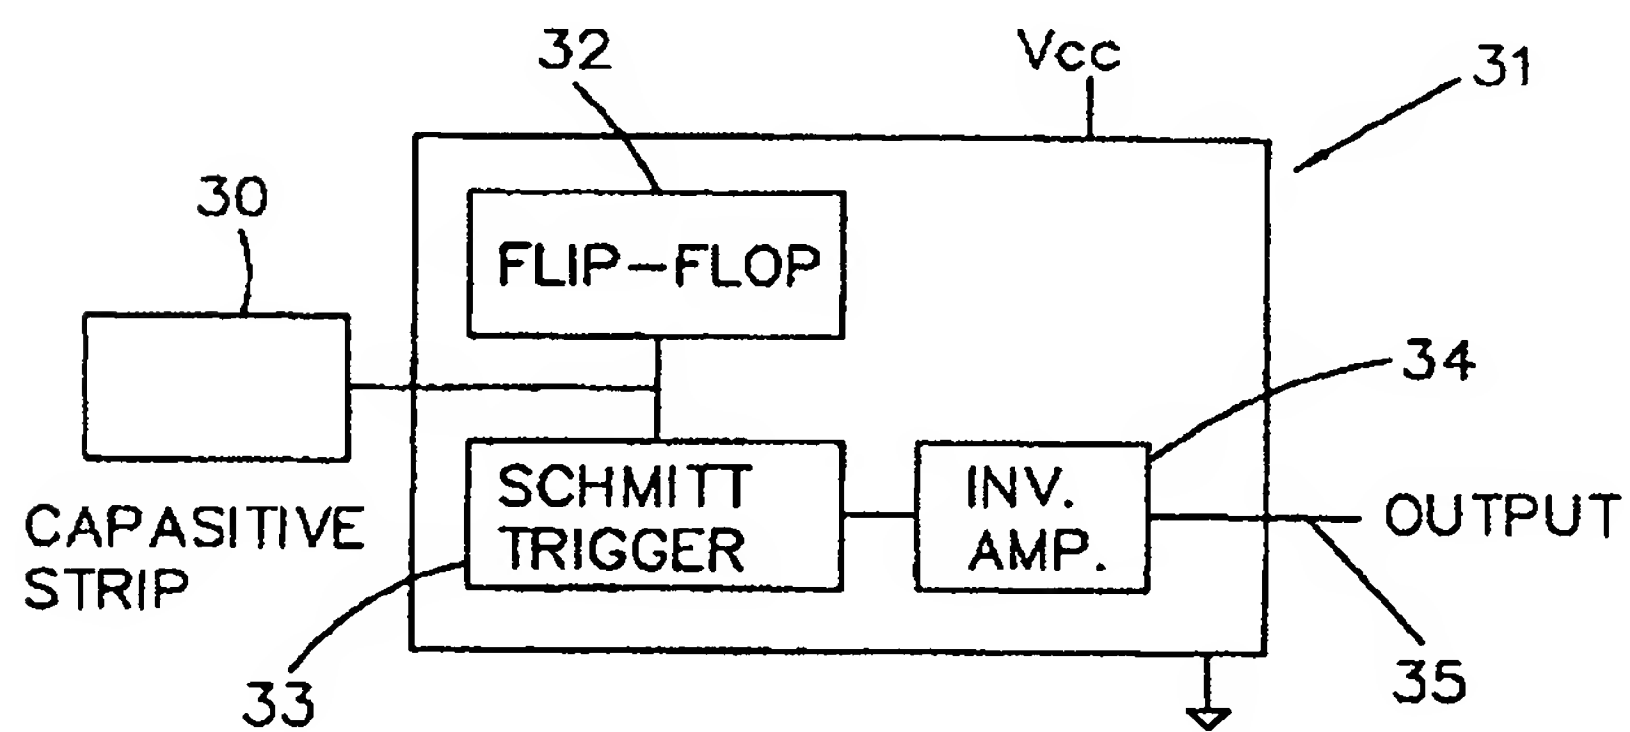 32
Vcc
31
30
FLIP-FLOP
34
SCHMITT
TRIGGER
INV.
AMP.
OUTPUT
CAPASITIVE
STRIP
33
35